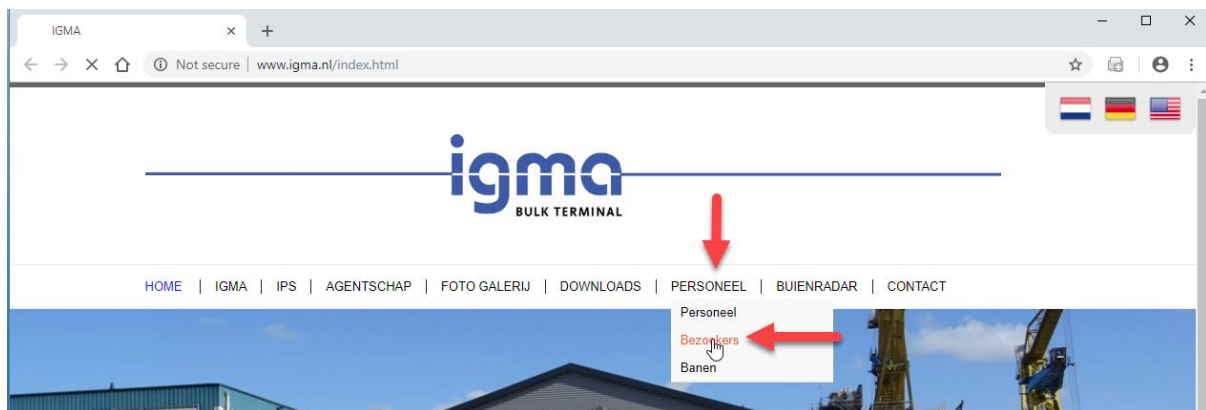 IGMA
Not secure | www.igma.nl/index.html
igma
BULK TERMINAL
HOME | IGMA | IPS | AGENTSCHAP | FOTO GALERIJ | DOWNLOADS | PERSONEEL | BUIENRADAR | CONTACT
Personeel
Bezoekers
Banen